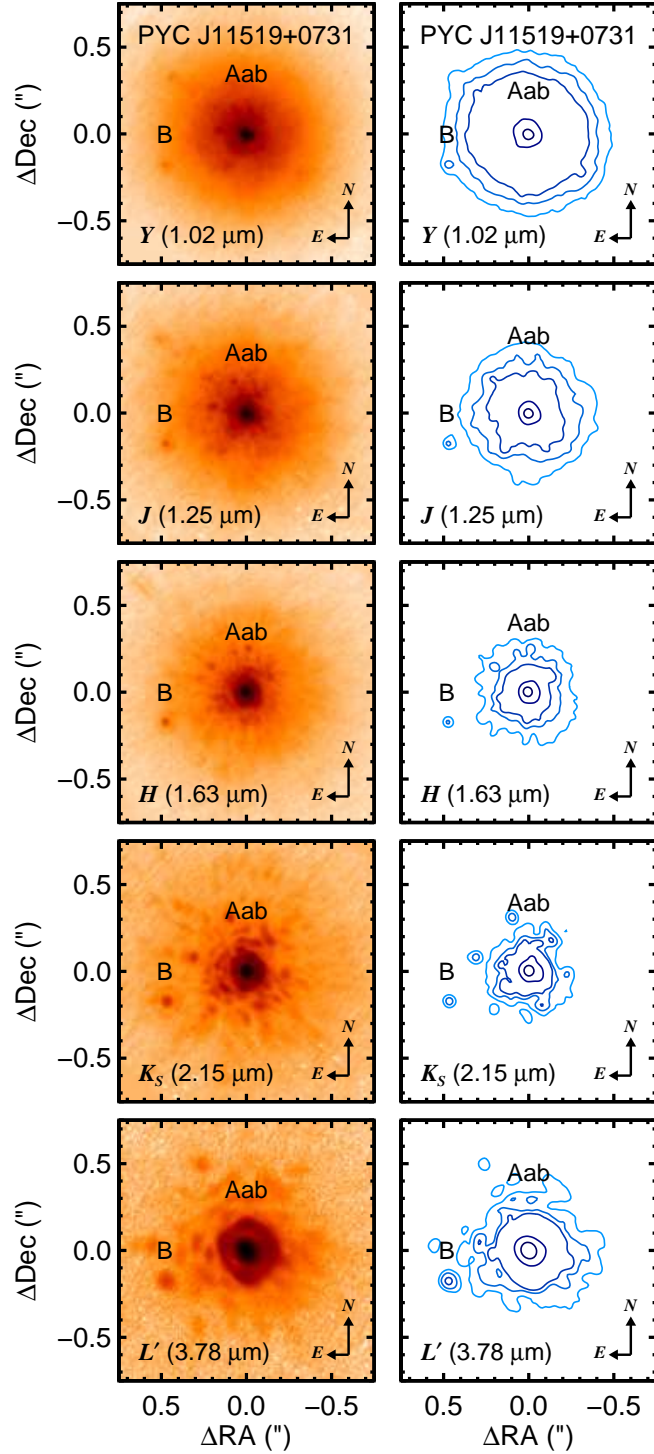 PYC J11519+0731 PYC J11519+0731
Aab Aab
B B
N N
E E
Y (1.02 μm) Y (1.02 μm)
0.5
0.0
−0.5
ΔDec (")
Aab Aab
B B
N N
E E
J (1.25 μm) J (1.25 μm)
0.5
0.0
−0.5
ΔDec (")
Aab Aab
B B
N N
E E
H (1.63 μm) H (1.63 μm)
0.5
0.0
−0.5
ΔDec (")
Aab Aab
B B
N N
E E
K_S (2.15 μm) K_S (2.15 μm)
0.5
0.0
−0.5
ΔDec (")
Aab Aab
B B
N N
E E
L′ (3.78 μm) L′ (3.78 μm)
0.5
0.0
−0.5
ΔDec (")
0.5 0.0 −0.5 0.5 0.0 −0.5
ΔRA (") ΔRA (")